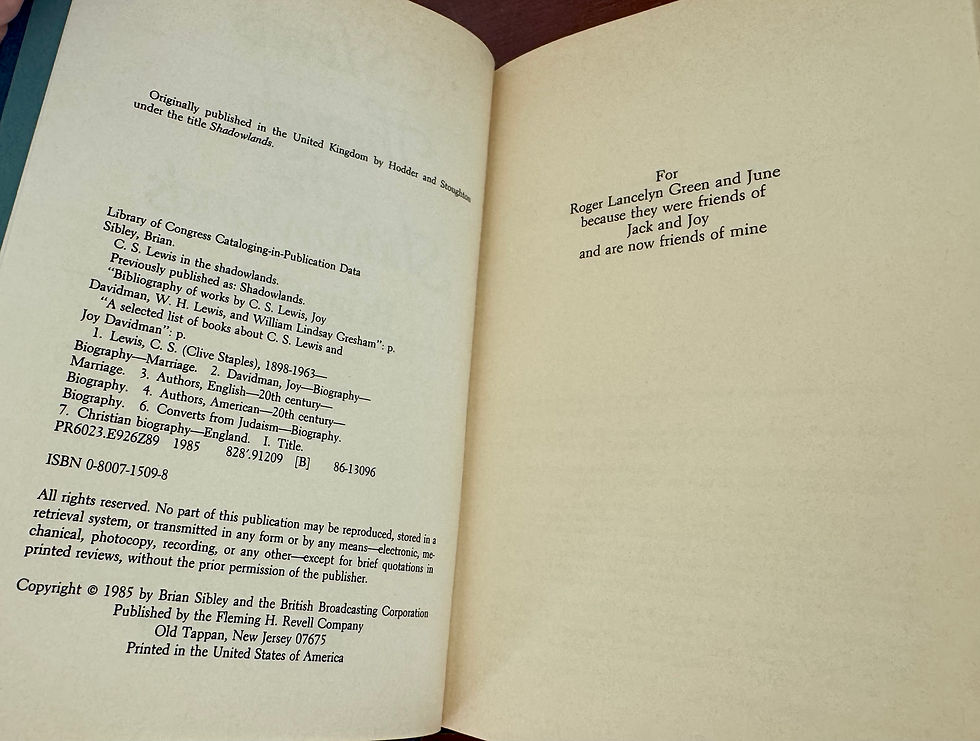 Originally published in the United Kingdom by Hodder and Stoughton
under the title Shadowlands.
Library of Congress Cataloging-in-Publication Data
Sibley, Brian.
C. S. Lewis in the shadowlands.
Previously published as: Shadowlands.
"Bibliography of works by C. S. Lewis, Joy
Davidman, W. H. Lewis, and William Lindsay Gresham": p.
"A selected list of books about C. S. Lewis and
Joy Davidman": p.
1. Lewis, C. S. (Clive Staples), 1898-1963—
Biography—Marriage. 2. Davidman, Joy—Biography—
Marriage. 3. Authors, English—20th century—
Biography. 4. Authors, American—20th century—
Biography. 6. Converts from Judaism—Biography.
7. Christian biography—England. I. Title.
PR6023.E926Z89 1985 828'.91209 [B] 86-13096
ISBN 0-8007-1509-8
All rights reserved. No part of this publication may be reproduced, stored in a
retrieval system, or transmitted in any form or by any means—electronic, me-
chanical, photocopy, recording, or any other—except for brief quotations in
printed reviews, without the prior permission of the publisher.
Copyright © 1985 by Brian Sibley and the British Broadcasting Corporation
Published by the Fleming H. Revell Company
Old Tappan, New Jersey 07675
Printed in the United States of America
For
Roger Lancelyn Green and June
because they were friends of
Jack and Joy
and are now friends of mine